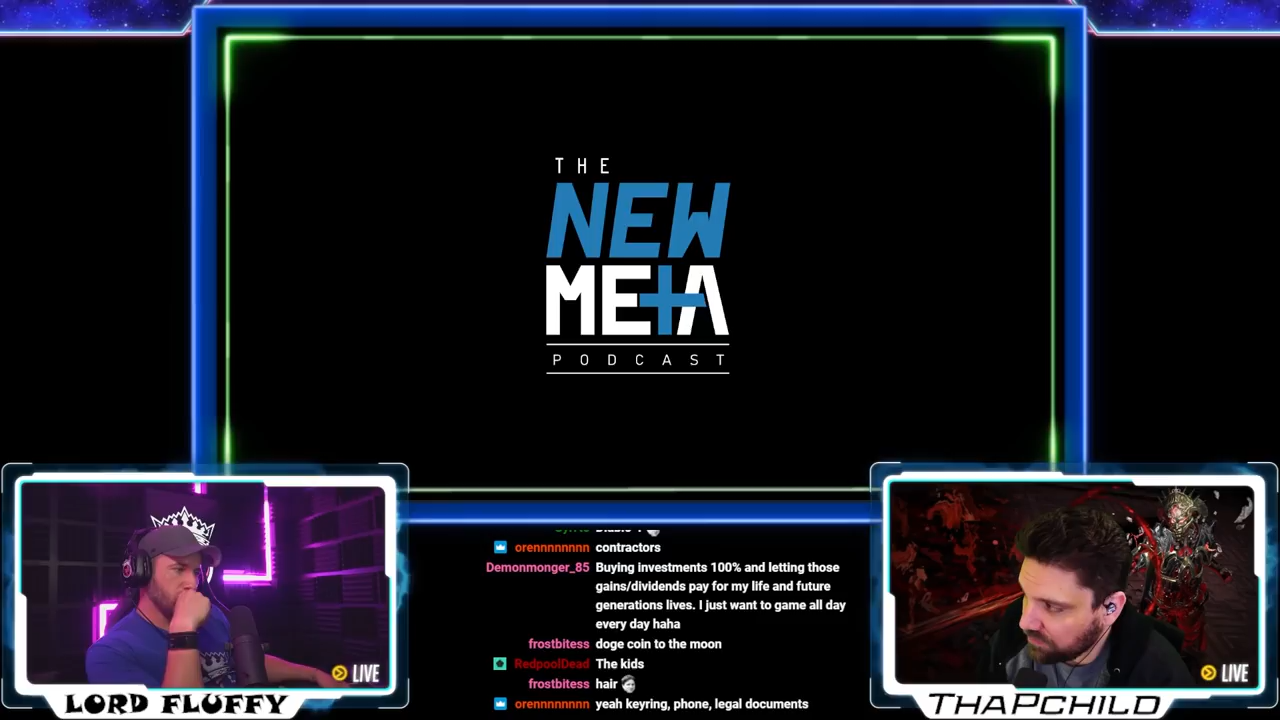 THE
NEW
META
PODCAST
orennnnnnnn contractors
Demonmonger_85 Buying investments 100% and letting those
gains/dividends pay for my life and future
generations lives. I just want to game all day
every day haha
frostbitess doge coin to the moon
RedpoolDead The kids
frostbitess hair
orennnnnnnn yeah keyring, phone, legal documents
LIVE
LORD FLUFFY
LIVE
THAPCHILD